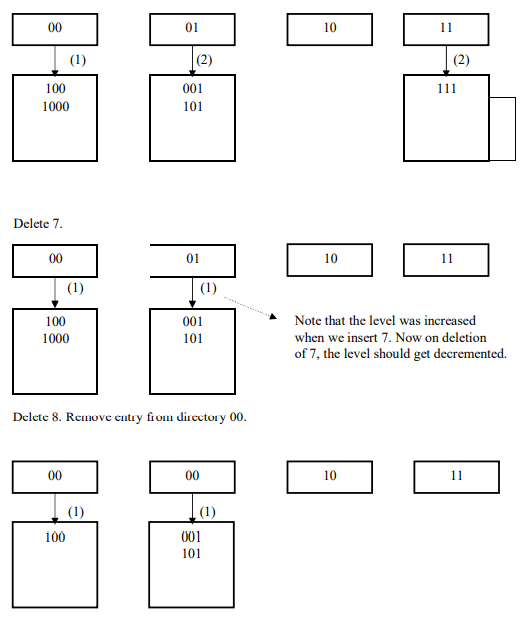 00 01 10 11
(1) (2) (2)
100 001 111
1000 101
Delete 7.
00 01 10 11
(1) (1)
100 001
1000 101
Note that the level was increased
when we insert 7. Now on deletion
of 7, the level should get decremented.
Delete 8. Remove entry from directory 00.
00 00 10 11
(1) (1)
100 001
101